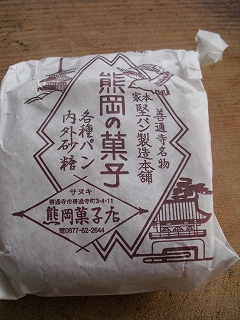 善通寺名物
本家
堅パン製造本舗
熊岡の菓子
各種パン
内外砂糖
サヌキ
善通寺市善通寺町3-4-11
熊岡菓子店
☎0877-62-2644